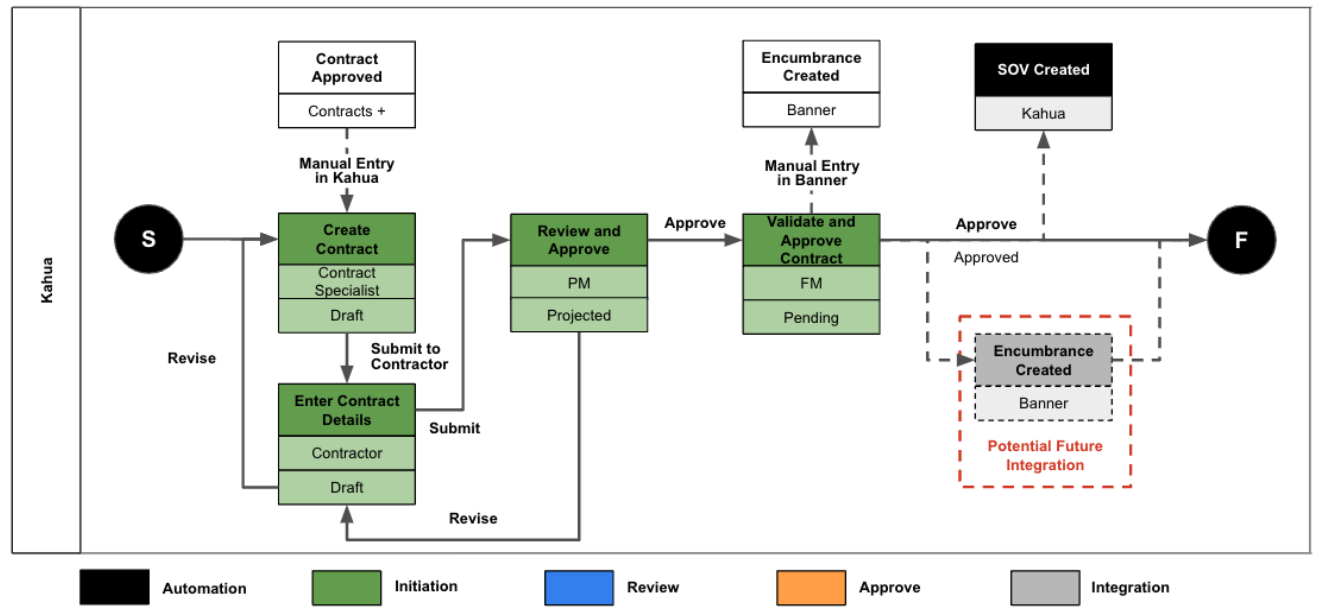 Kahua
S
Contract
Approved
Contracts +
Manual Entry
in Kahua
Create
Contract
Contract
Specialist
Draft
Submit to
Contractor
Revise
Enter Contract
Details
Contractor
Draft
Submit
Revise
Review and
Approve
PM
Projected
Approve
Encumbrance
Created
Banner
Manual Entry
in Banner
Validate and
Approve
Contract
FM
Pending
SOV Created
Kahua
Approve
Approved
Encumbrance
Created
Banner
Potential Future
Integration
F
Automation
Initiation
Review
Approve
Integration